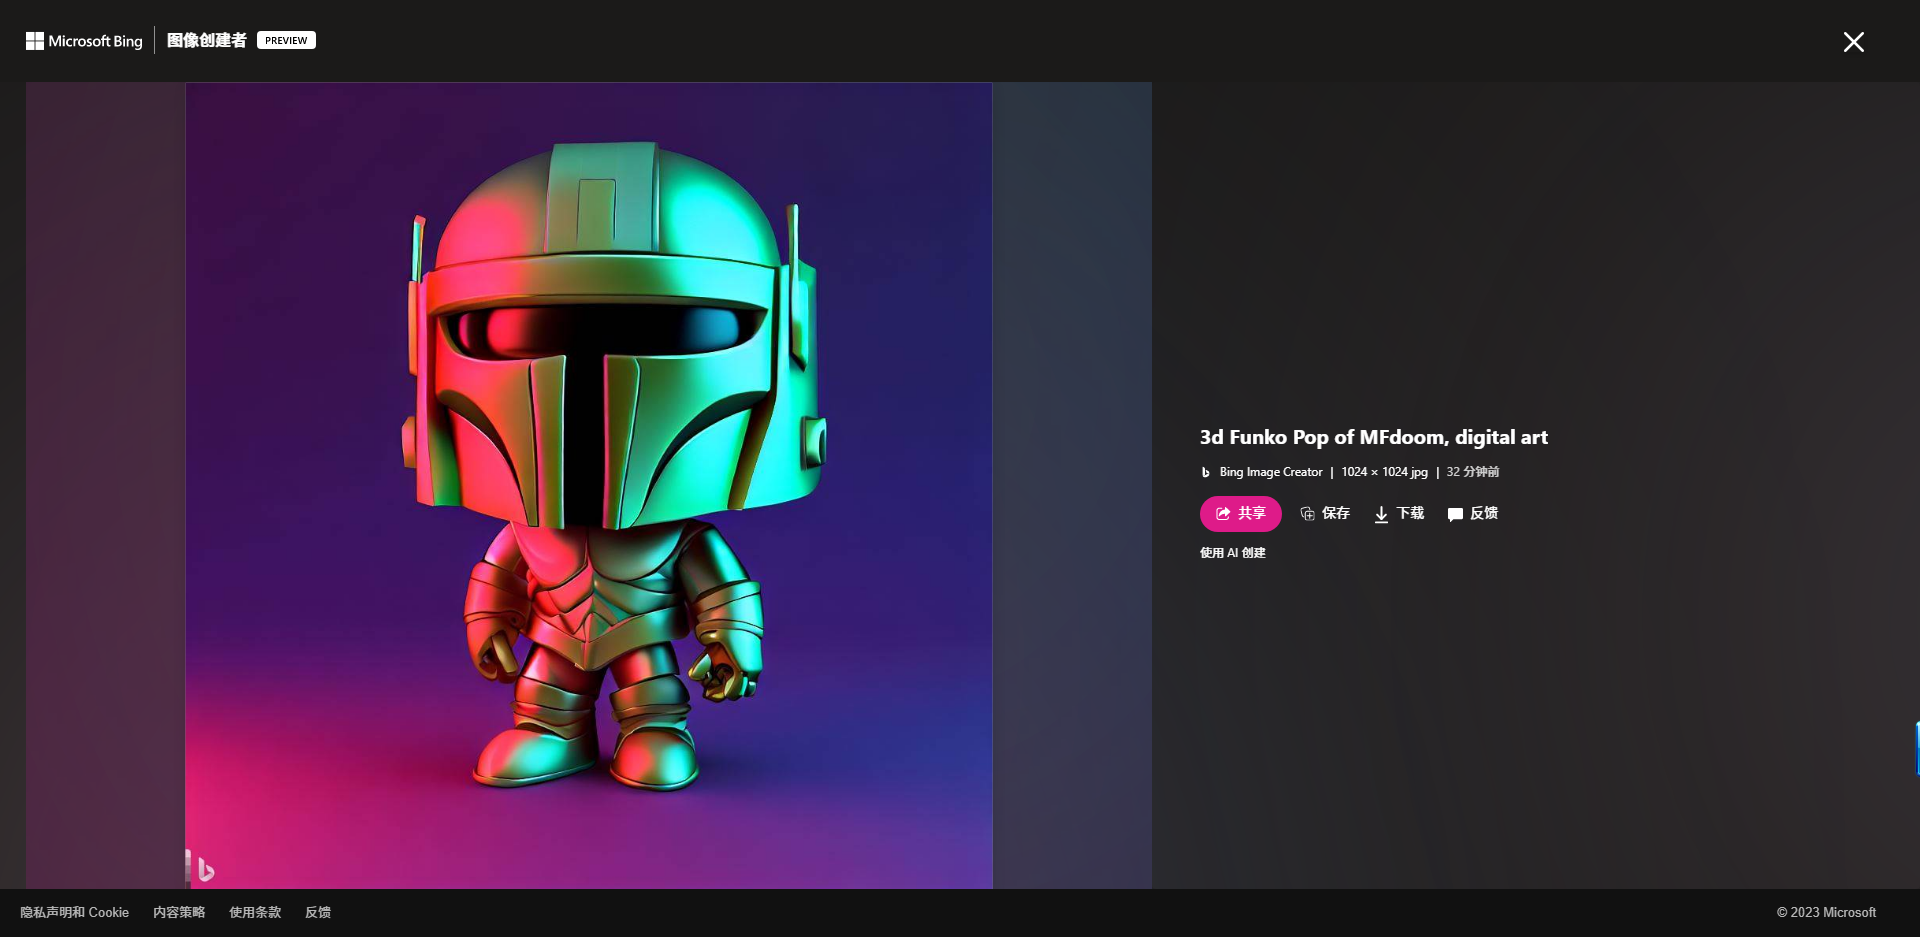 Microsoft Bing | 图像创建者 PREVIEW
3d Funko Pop of MFdoom, digital art
Bing Image Creator | 1024 × 1024 jpg | 32 分钟前
共享 保存 下载 反馈
使用 AI 创建
隐私声明和 Cookie 内容策略 使用条款 反馈 © 2023 Microsoft